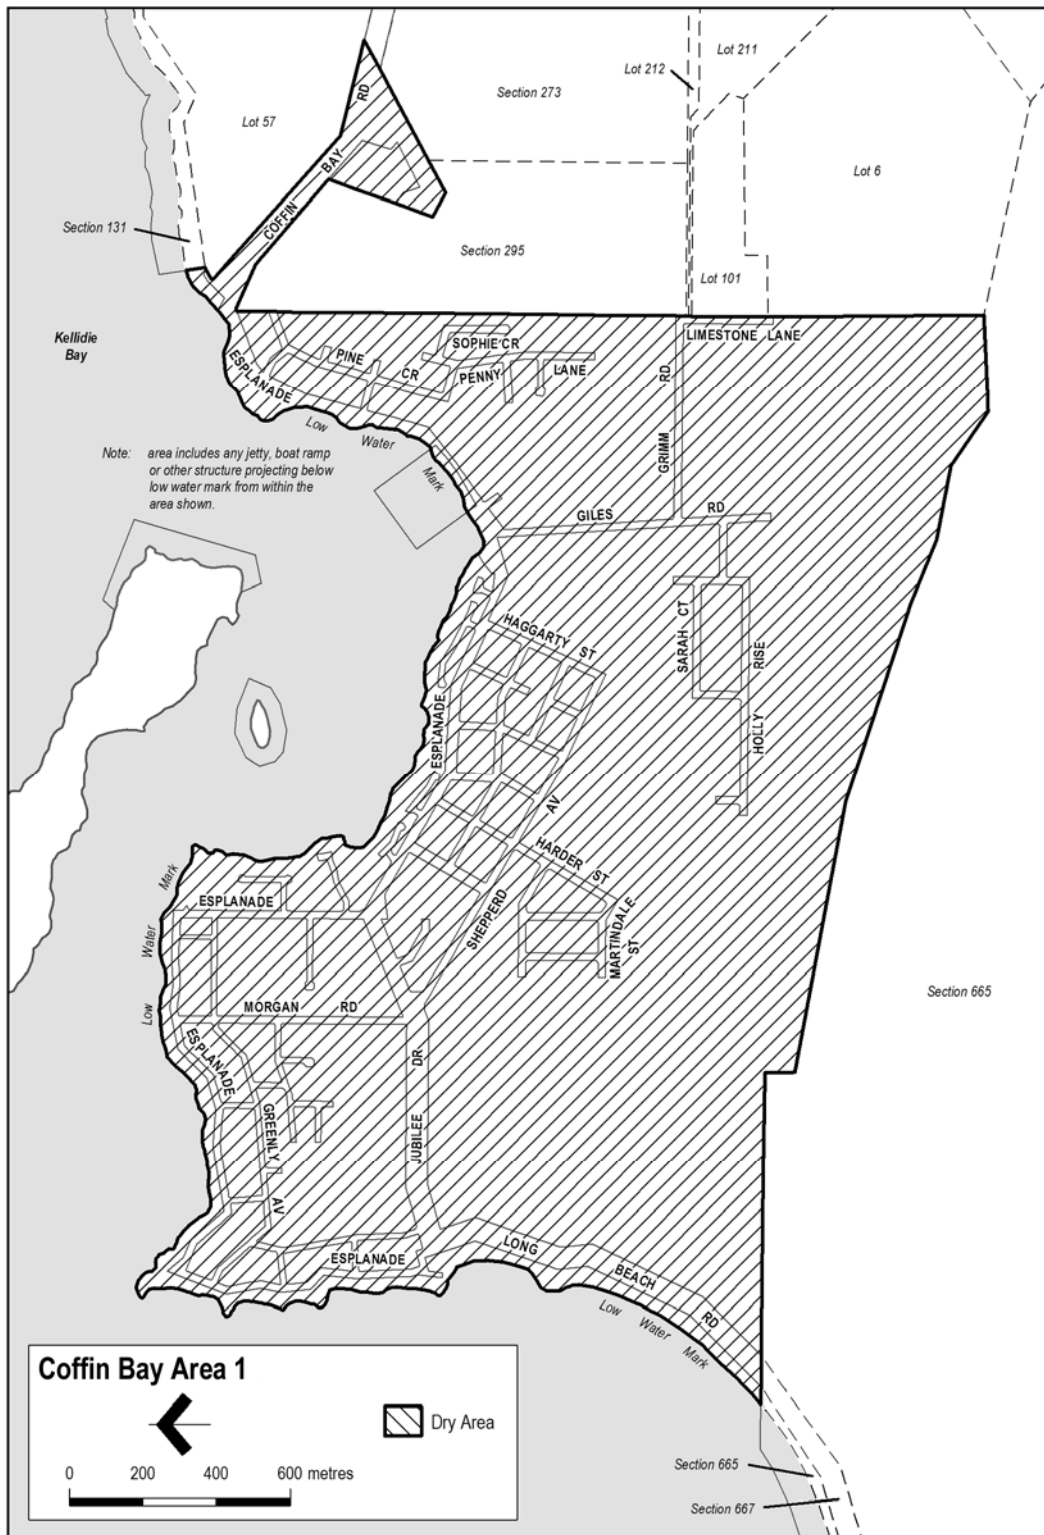 Lot 211
Lot 212
Section 273
Lot 57
RD
BAY
COFFIN
Lot 6
Section 131
Section 295
Lot 101
Kellidie
Bay
SOPHIE CR
LIMESTONE LANE
PINE
CR
PENNY
LANE
ESPLANADE
RD
GRIMM
Low
Water
Mark
Note: area includes any jetty, boat ramp
or other structure projecting below
low water mark from within the
area shown.
GILES
RD
HAGGARTY
ST
SARAH CT
HOLLY
RISE
ESPLANADE
AV
SHEPPERD
HARDER
ST
MARTINDALE
ST
Mark
Water
Low
ESPLANADE
MORGAN
RD
Section 665
ESPLANADE
GREENLY
AV
DR
JUBILEE
ESPLANADE
LONG
BEACH
RD
Low
Water
Mark
Coffin Bay Area 1
Dry Area
0 200 400 600 metres
Section 665
Section 667